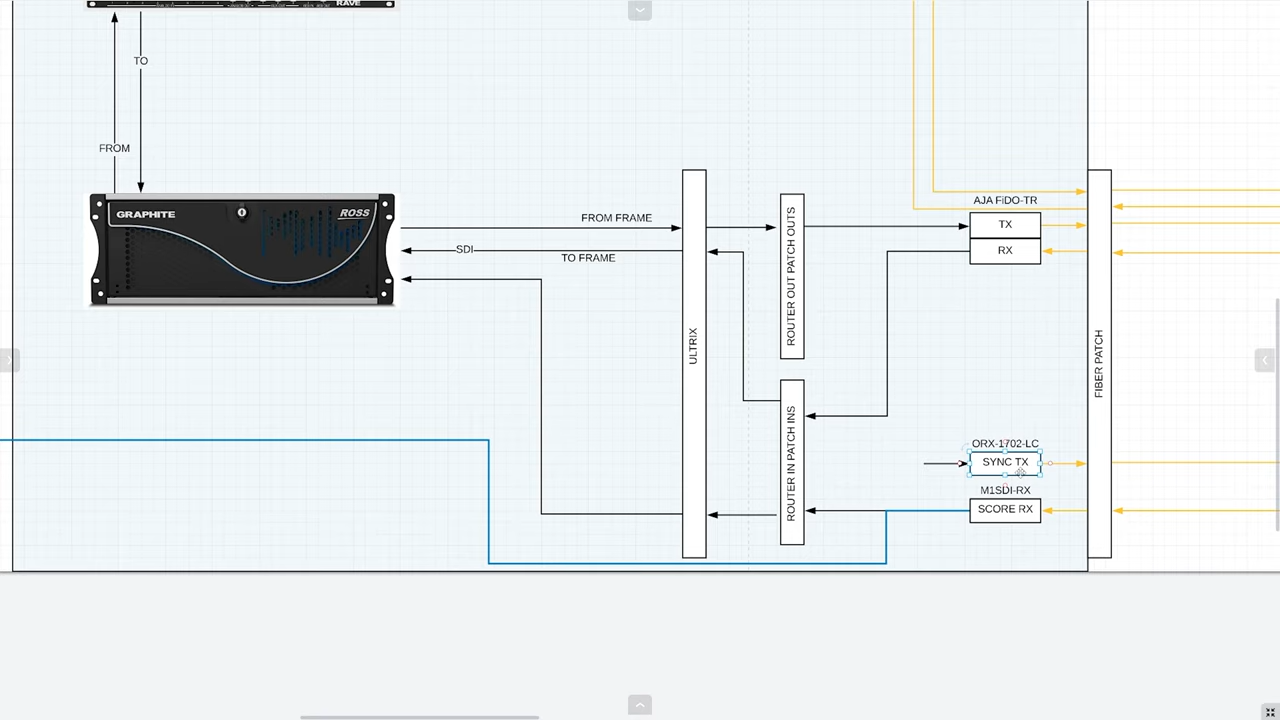 RAVE
TO
FROM
GRAPHITE
ROSS
FROM FRAME
SDI
TO FRAME
ULTRIX
ROUTER OUT PATCH OUS
ROUTER IN PATCH INS
AJA FiDO-TR
TX
RX
FIBER PATCH
ORX-1702-LC
SYNC TX
M1SDI-RX
SCORE RX